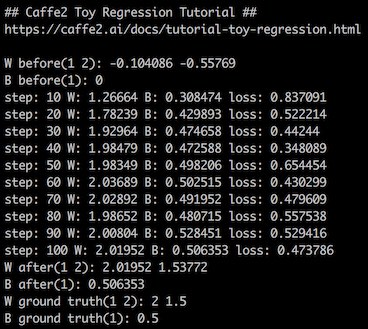 ## Caffe2 Toy Regression Tutorial ##
https://caffe2.ai/docs/tutorial-toy-regression.html

W before(1 2): -0.104086 -0.55769
B before(1): 0
step: 10 W: 1.26664 B: 0.308474 loss: 0.837091
step: 20 W: 1.78239 B: 0.429893 loss: 0.522214
step: 30 W: 1.92964 B: 0.474658 loss: 0.44244
step: 40 W: 1.98479 B: 0.472588 loss: 0.348089
step: 50 W: 1.98349 B: 0.498206 loss: 0.654454
step: 60 W: 2.03689 B: 0.502515 loss: 0.430299
step: 70 W: 2.02892 B: 0.491952 loss: 0.479609
step: 80 W: 1.98652 B: 0.480715 loss: 0.557538
step: 90 W: 2.00804 B: 0.528451 loss: 0.529416
step: 100 W: 2.01952 B: 0.506353 loss: 0.473786
W after(1 2): 2.01952 1.53772
B after(1): 0.506353
W ground truth(1 2): 2 1.5
B ground truth(1): 0.5